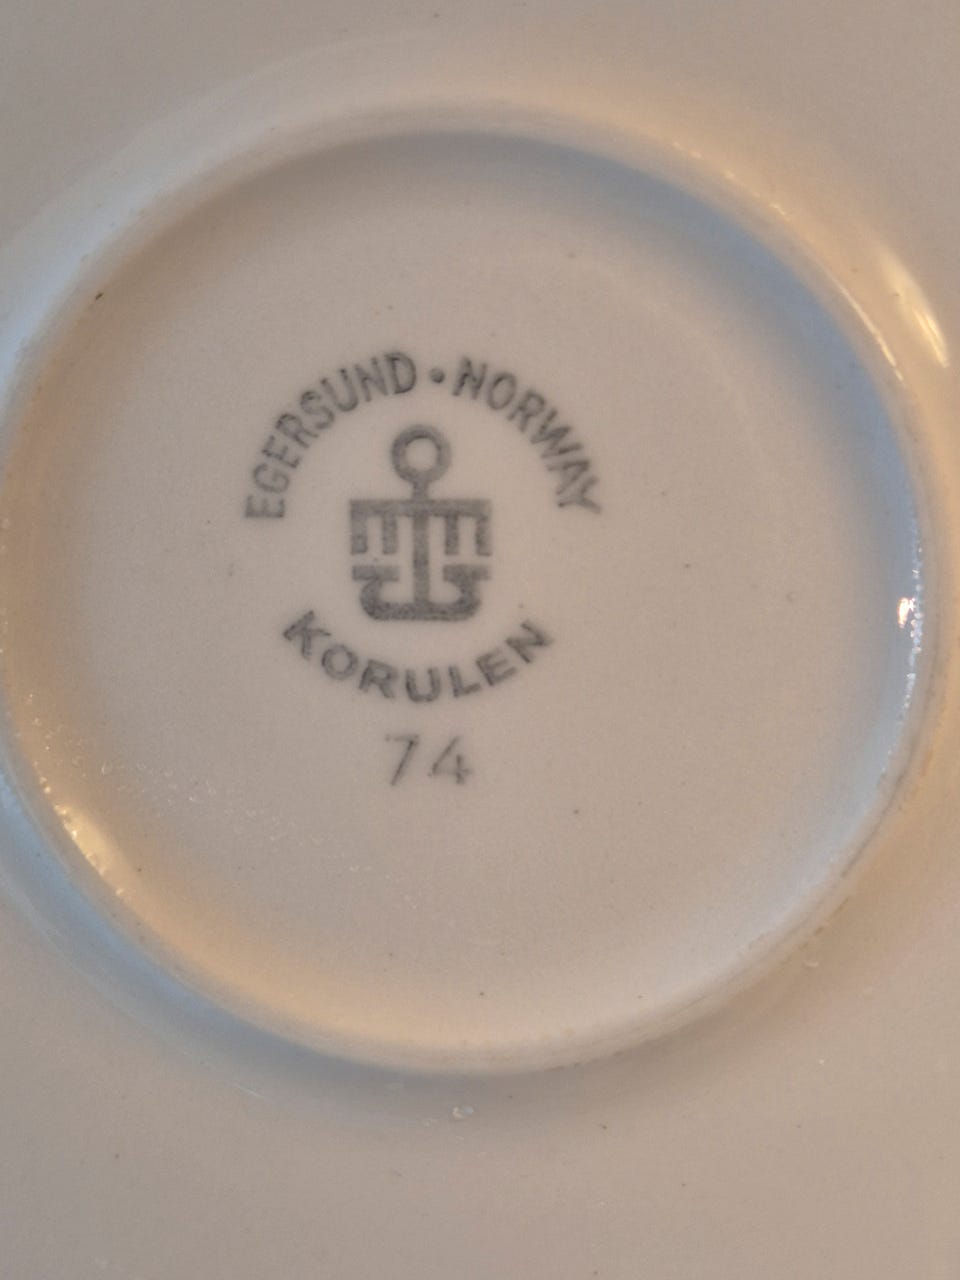 EGERSUND • NORWAY
KORULEN
74